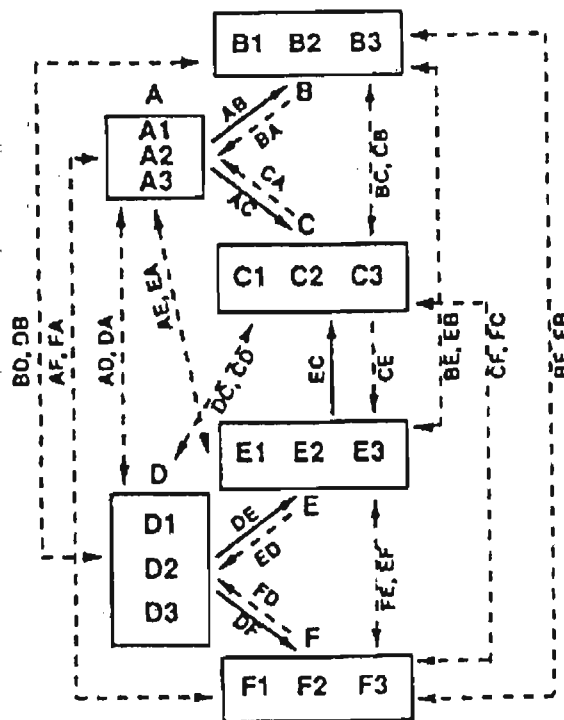 B1 B2 B3
A
B
A1
A2
A3
AB
BA
CA
AC
BC, CB
C
C1 C2 C3
BD, DB
AF, FA
AD, DA
AE, EA
DC, CD
EC
CE
BE, EB
CF, FC
BF, FB
E1 E2 E3
D
E
D1
D2
D3
DE
ED
FD
DF
FE, EF
F
F1 F2 F3